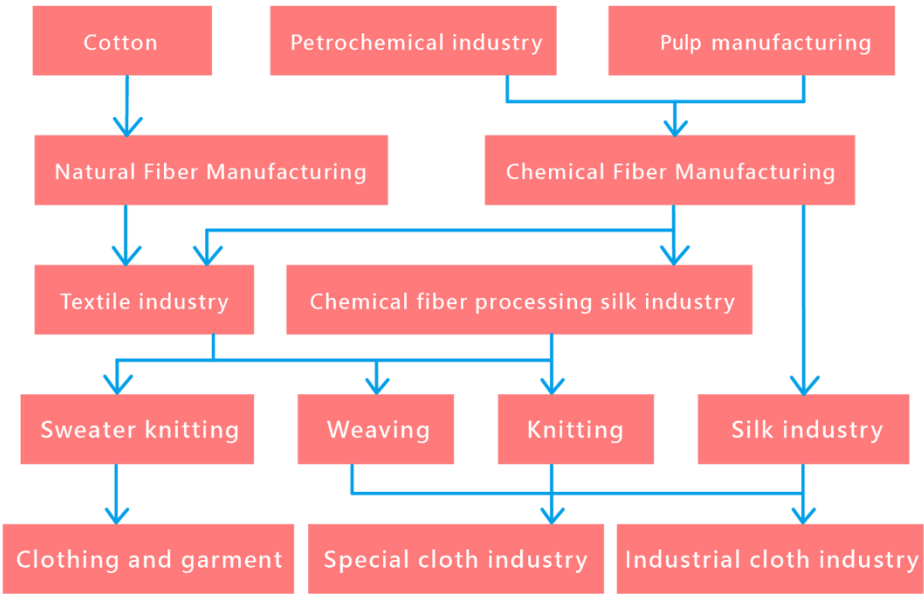 Cotton
Petrochemical industry
Pulp manufacturing
Natural Fiber Manufacturing
Chemical Fiber Manufacturing
Textile industry
Chemical fiber processing silk industry
Sweater knitting
Weaving
Knitting
Silk industry
Clothing and garment
Special cloth industry
Industrial cloth industry